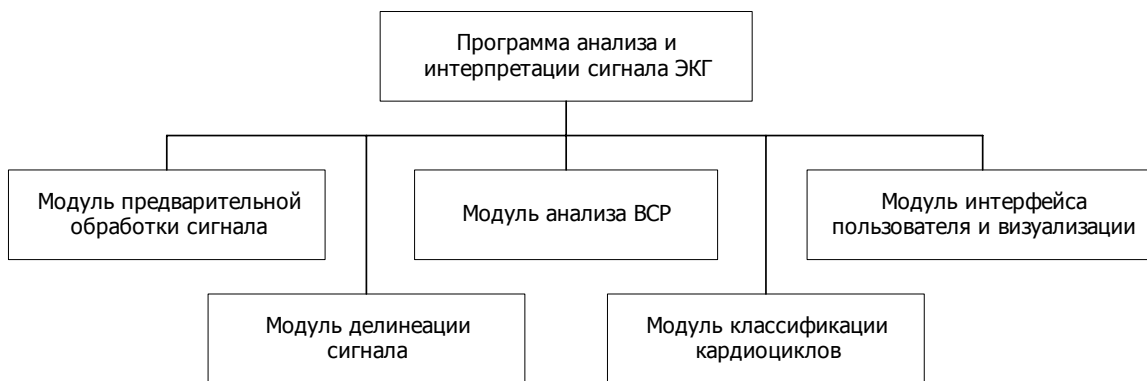 Программа анализа и
интерпретации сигнала ЭКГ
Модуль предварительной
обработки сигнала
Модуль анализа ВСР
Модуль интерфейса
пользователя и визуализации
Модуль делинеации
сигнала
Модуль классификации
кардиоциклов